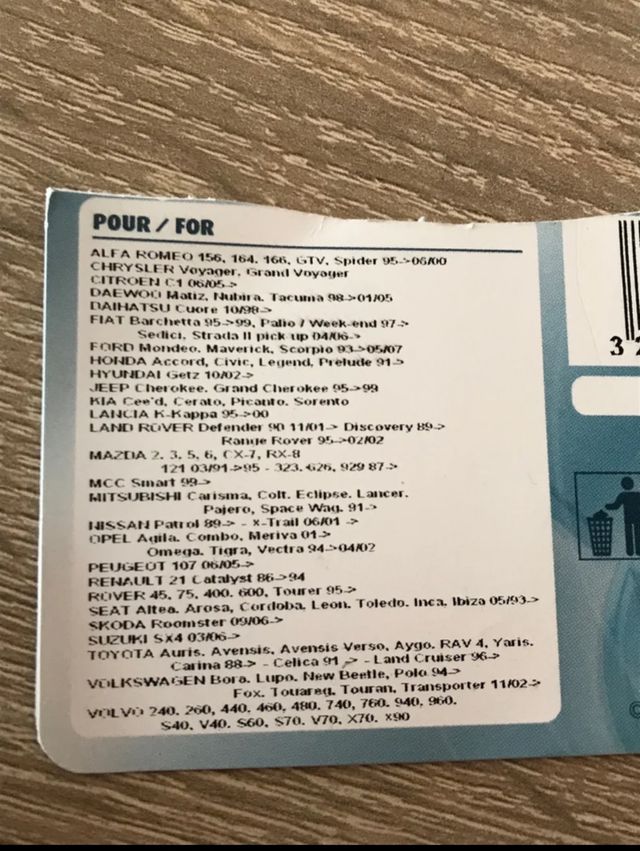 POUR / FOR
ALFA ROMEO 156, 164, 166, GTV, Spider 95->06/00
CHRYSLER Voyager, Grand Voyager
CITROEN C1 06/05->
DAEWOO Matiz, Nubira, Tacuma 98->01/05
DAIHATSU Cuore 10/98->
FIAT Barchetta 95->99, Palio / Week-end 97->
Sedici, Strada II pick up 04/06->
FORD Mondeo, Maverick, Scorpio 93->05/07
HONDA Accord, Civic, Legend, Prelude 91->
HYUNDAI Getz 10/02->
JEEP Cherokee, Grand Cherokee 95->99
KIA Cee'd, Cerato, Picanto, Sorento
LANCIA K-Kappa 95->00
LAND ROVER Defender 90 11/01-> Discovery 89->
Range Rover 95->02/02
MAZDA 2, 3, 5, 6, CX-7, RX-8
121 03/91->95 - 323, 626, 929 87->
MCC Smart 99->
MITSUBISHI Carisma, Colt, Eclipse, Lancer,
Pajero, Space Wag. 91->
NISSAN Patrol 89-> - x-Trail 06/01 ->
OPEL Agila, Combo, Meriva 01->
Omega, Tigra, Vectra 94->04/02
PEUGEOT 107 06/05->
RENAULT 21 Catalyst 86->94
ROVER 45, 75, 400, 600, Tourer 95->
SEAT Altea, Arosa, Cordoba, Leon, Toledo, Inca, Ibiza 05/93->
SKODA Roomster 09/06->
SUZUKI SX4 03/06->
TOYOTA Auris, Avensis, Avensis Verso, Aygo, RAV 4, Yaris,
Carina 88-> - Celica 91 -> - Land Cruiser 96->
VOLKSWAGEN Bora, Lupo, New Beetle, Polo 94->
Fox, Touareg, Touran, Transporter 11/02->
VOLVO 240, 260, 440, 460, 480, 740, 760, 940, 960,
S40, V40, S60, S70, V70, X70, x90
3
©